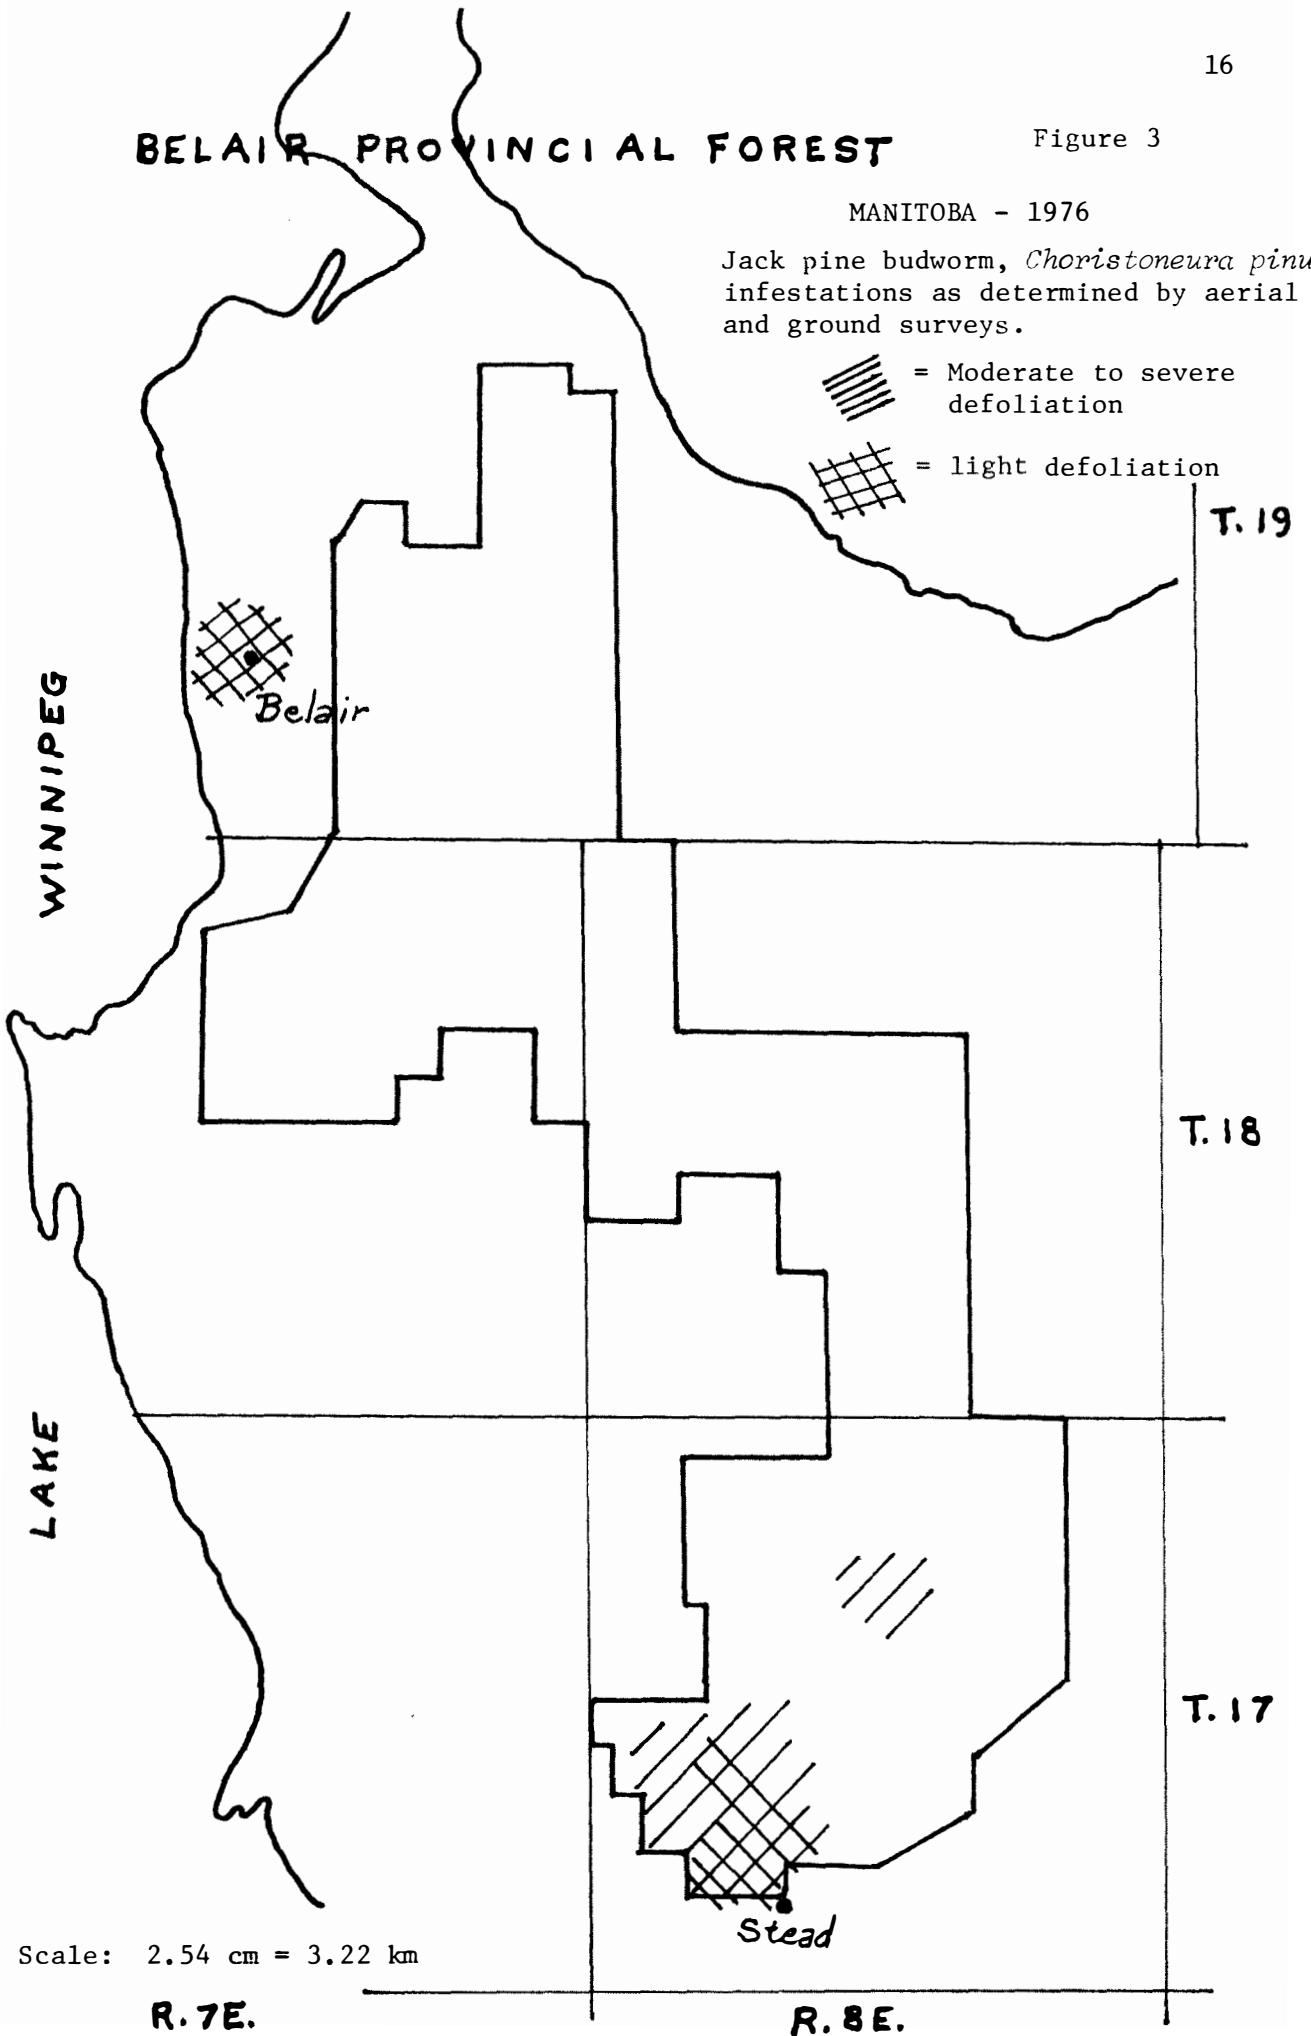 16
BELAIR PROVINCIAL FOREST
Figure 3
MANITOBA - 1976
Jack pine budworm, Choristoneura pinu
infestations as determined by aerial
and ground surveys.
= Moderate to severe
defoliation
= light defoliation
T. 19
Belair
WINNIPEG
T. 18
LAKE
T. 17
Stead
Scale: 2.54 cm = 3.22 km
R. 7E.
R. 8E.